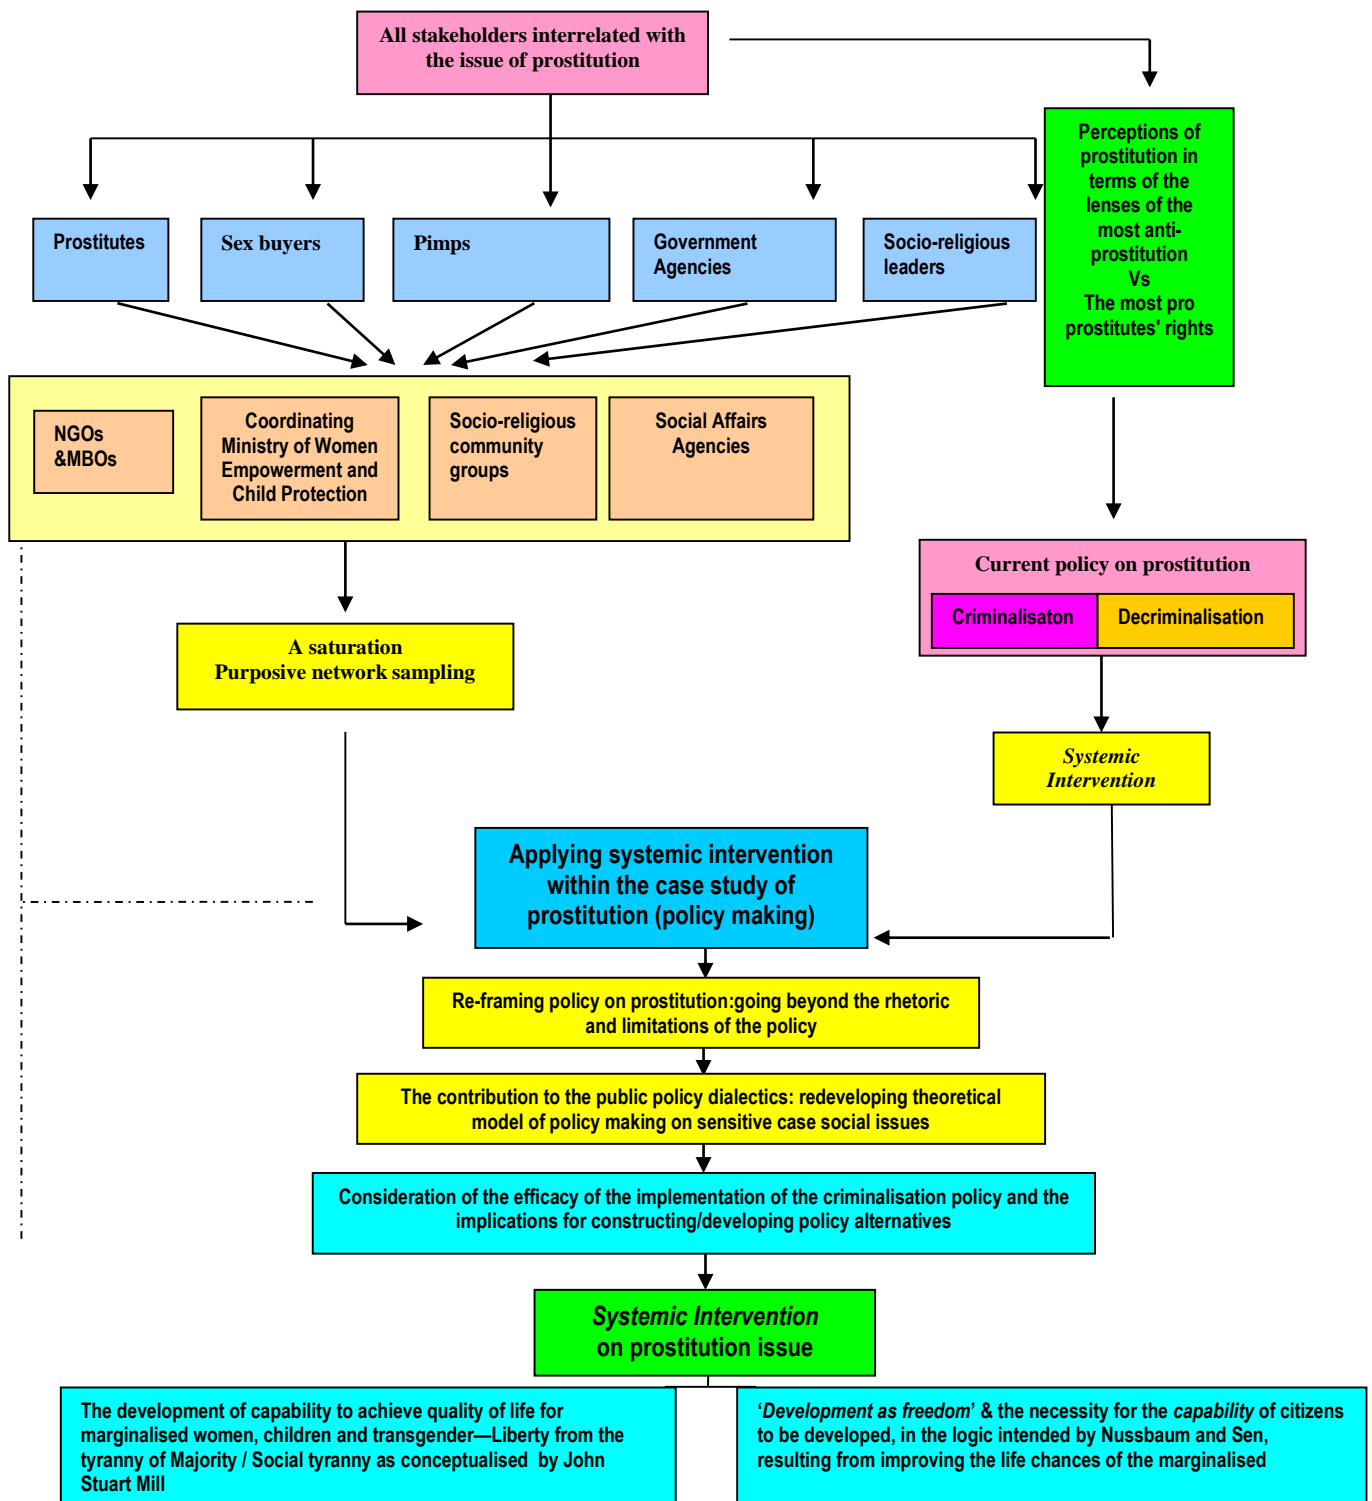 All stakeholders interrelated with
the issue of prostitution
Perceptions of
prostitution in
terms of the
lenses of the
most anti-
prostitution
Vs
The most pro
prostitutes' rights
Prostitutes
Sex buyers
Pimps
Government
Agencies
Socio-religious
leaders
NGOs
&MBOs
Coordinating
Ministry of Women
Empowerment and
Child Protection
Socio-religious
community
groups
Social Affairs
Agencies
Current policy on prostitution
Criminalisaton
Decriminalisation
A saturation
Purposive network sampling
Systemic
Intervention
Applying systemic intervention
within the case study of
prostitution (policy making)
Re-framing policy on prostitution:going beyond the rhetoric
and limitations of the policy
The contribution to the public policy dialectics: redeveloping theoretical
model of policy making on sensitive case social issues
Consideration of the efficacy of the implementation of the criminalisation policy and the
implications for constructing/developing policy alternatives
Systemic Intervention
on prostitution issue
The development of capability to achieve quality of life for
marginalised women, children and transgender—Liberty from the
tyranny of Majority / Social tyranny as conceptualised by John
Stuart Mill
‘Development as freedom’ & the necessity for the capability of citizens
to be developed, in the logic intended by Nussbaum and Sen,
resulting from improving the life chances of the marginalised